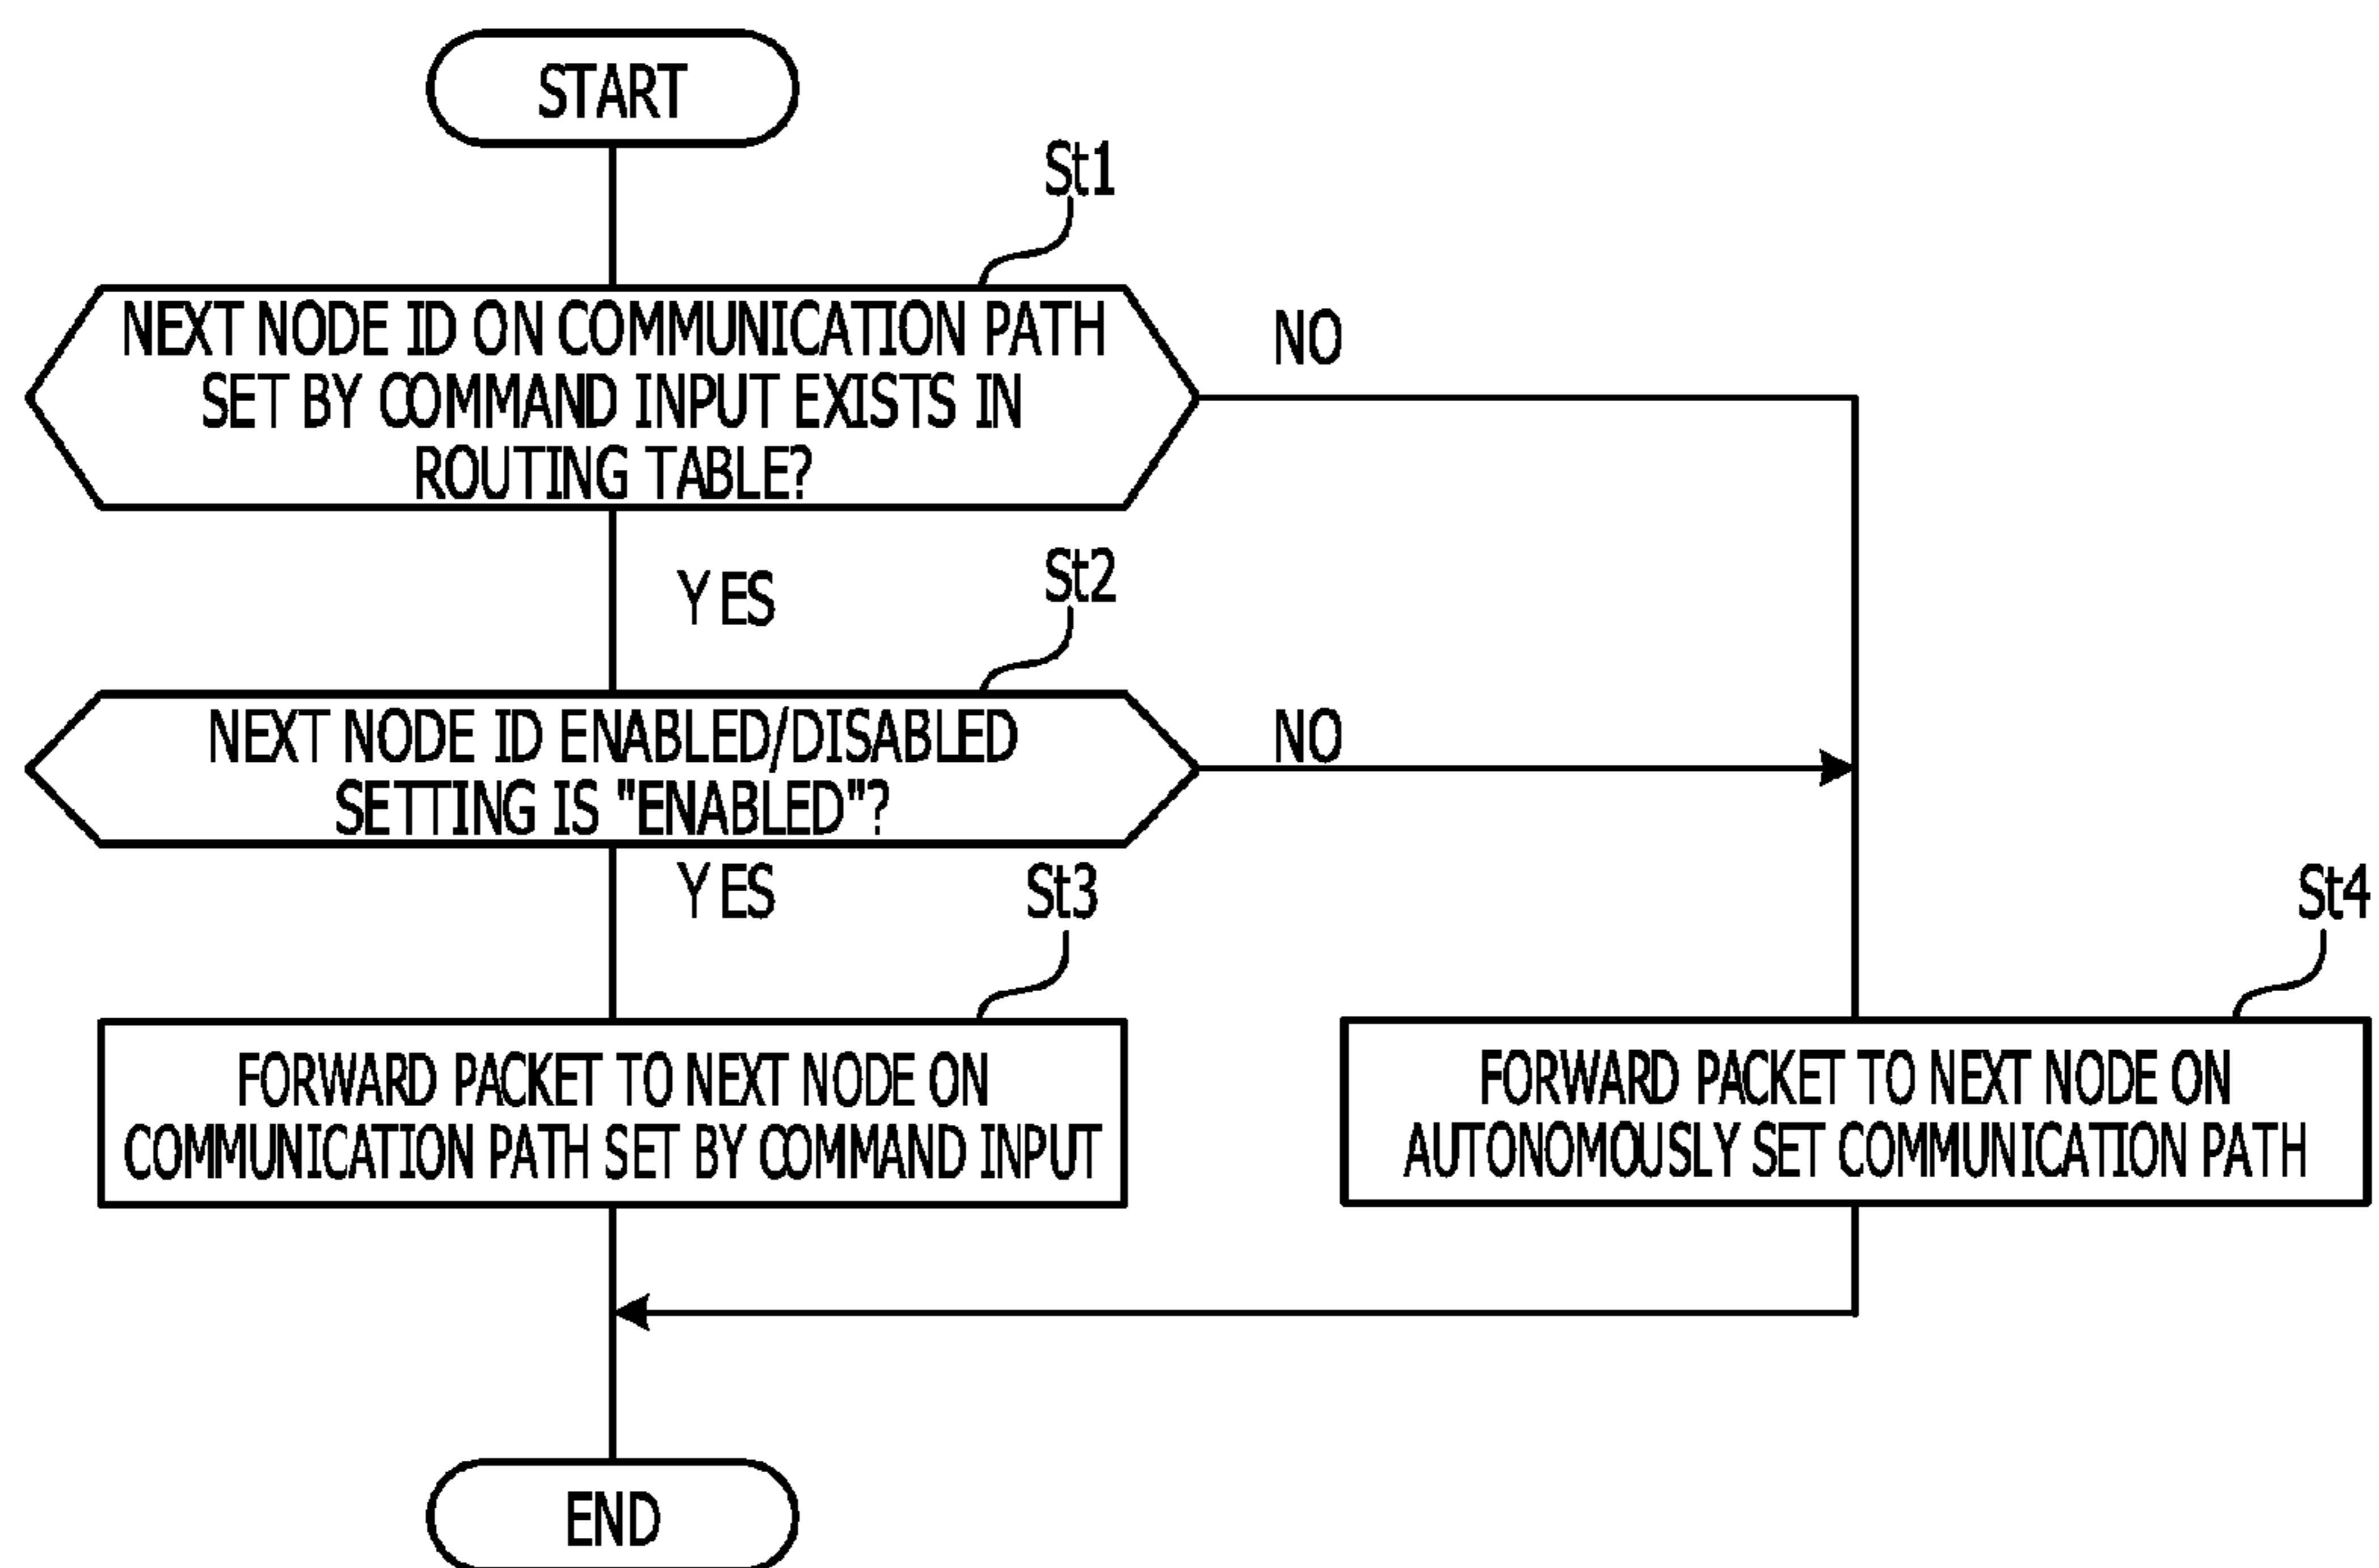 START
St1
NEXT NODE ID ON COMMUNICATION PATH
SET BY COMMAND INPUT EXISTS IN
ROUTING TABLE?
NO
YES
St2
NEXT NODE ID ENABLED/DISABLED
SETTING IS "ENABLED"?
NO
YES
St3
FORWARD PACKET TO NEXT NODE ON
COMMUNICATION PATH SET BY COMMAND INPUT
St4
FORWARD PACKET TO NEXT NODE ON
AUTONOMOUSLY SET COMMUNICATION PATH
END